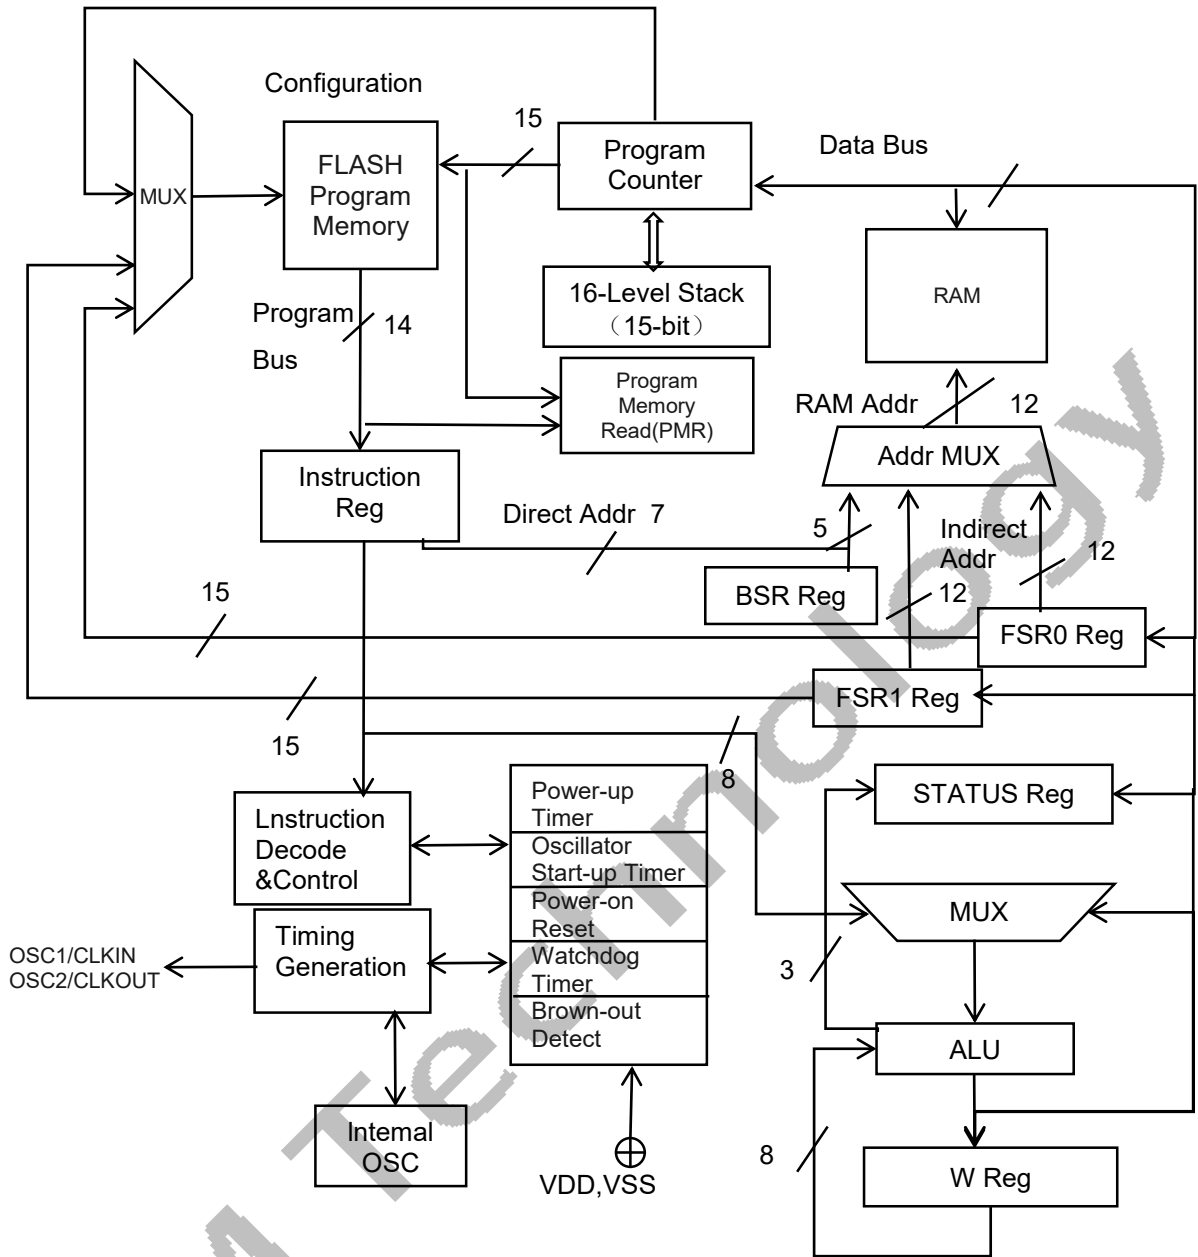 Configuration
15
FLASH
Program
Memory
Program
Counter
Data Bus
MUX
16-Level Stack
（15-bit）
RAM
Program
Bus
14
Program
Memory
Read(PMR)
RAM Addr
12
Addr MUX
Instruction
Reg
Direct Addr 7
5
Indirect
Addr
12
BSR Reg
12
15
FSR0 Reg
FSR1 Reg
15
8
STATUS Reg
Power-up
Timer
Lnstruction
Decode
&Control
Oscillator
Start-up Timer
Power-on
Reset
MUX
Timing
Generation
OSC1/CLKIN
OSC2/CLKOUT
Watchdog
Timer
3
Brown-out
Detect
ALU
Intemal
OSC
VDD,VSS
8
W Reg
M Technology